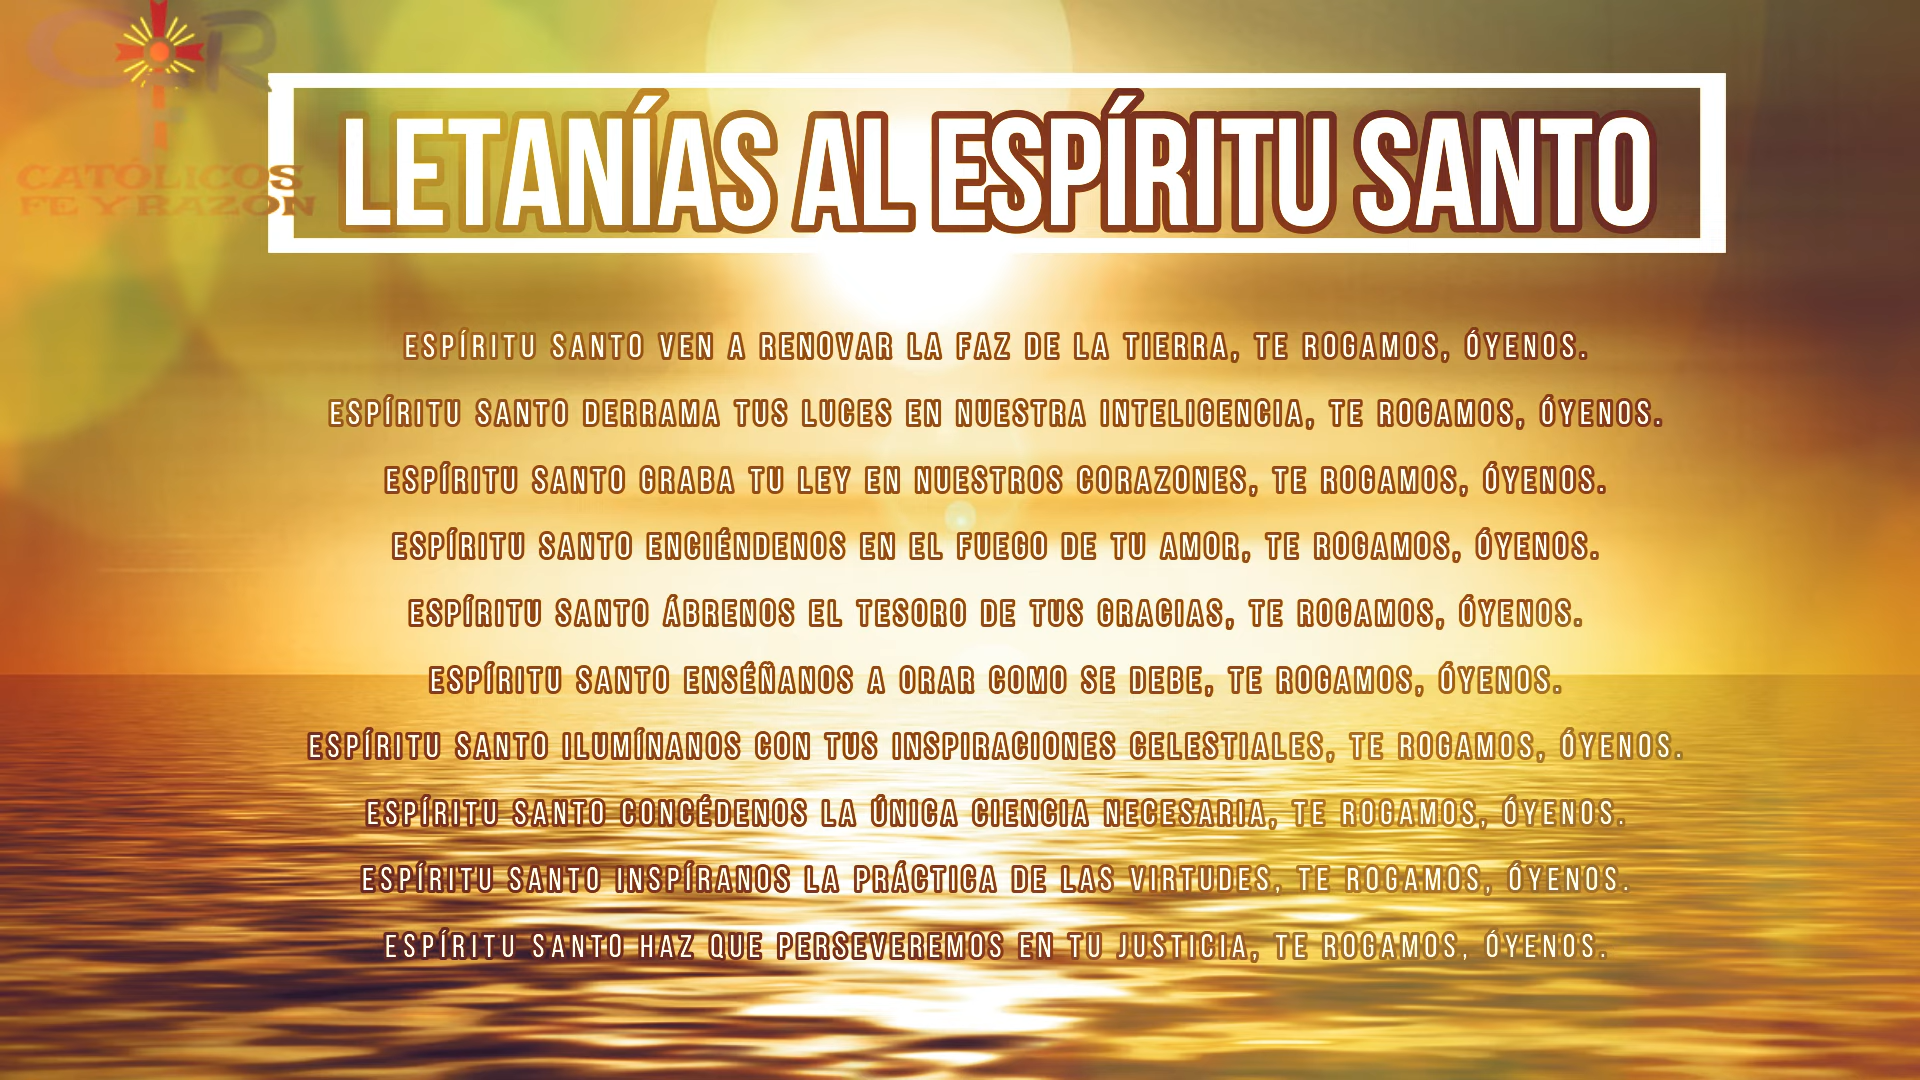 CATÓLICOS
FE Y RAZÓN
LETANÍAS AL ESPÍRITU SANTO
ESPÍRITU SANTO VEN A RENOVAR LA FAZ DE LA TIERRA, TE ROGAMOS, ÓYENOS.
ESPÍRITU SANTO DERRAMA TUS LUCES EN NUESTRA INTELIGENCIA, TE ROGAMOS, ÓYENOS.
ESPÍRITU SANTO GRABA TU LEY EN NUESTROS CORAZONES, TE ROGAMOS, ÓYENOS.
ESPÍRITU SANTO ENCIÉNDENOS EN EL FUEGO DE TU AMOR, TE ROGAMOS, ÓYENOS.
ESPÍRITU SANTO ÁBRENOS EL TESORO DE TUS GRACIAS, TE ROGAMOS, ÓYENOS.
ESPÍRITU SANTO ENSÉÑANOS A ORAR COMO SE DEBE, TE ROGAMOS, ÓYENOS.
ESPÍRITU SANTO ILUMÍNANOS CON TUS INSPIRACIONES CELESTIALES, TE ROGAMOS, ÓYENOS.
ESPÍRITU SANTO CONCÉDENOS LA ÚNICA CIENCIA NECESARIA, TE ROGAMOS, ÓYENOS.
ESPÍRITU SANTO INSPÍRANOS LA PRÁCTICA DE LAS VIRTUDES, TE ROGAMOS, ÓYENOS.
ESPÍRITU SANTO HAZ QUE PERSEVEREMOS EN TU JUSTICIA, TE ROGAMOS, ÓYENOS.